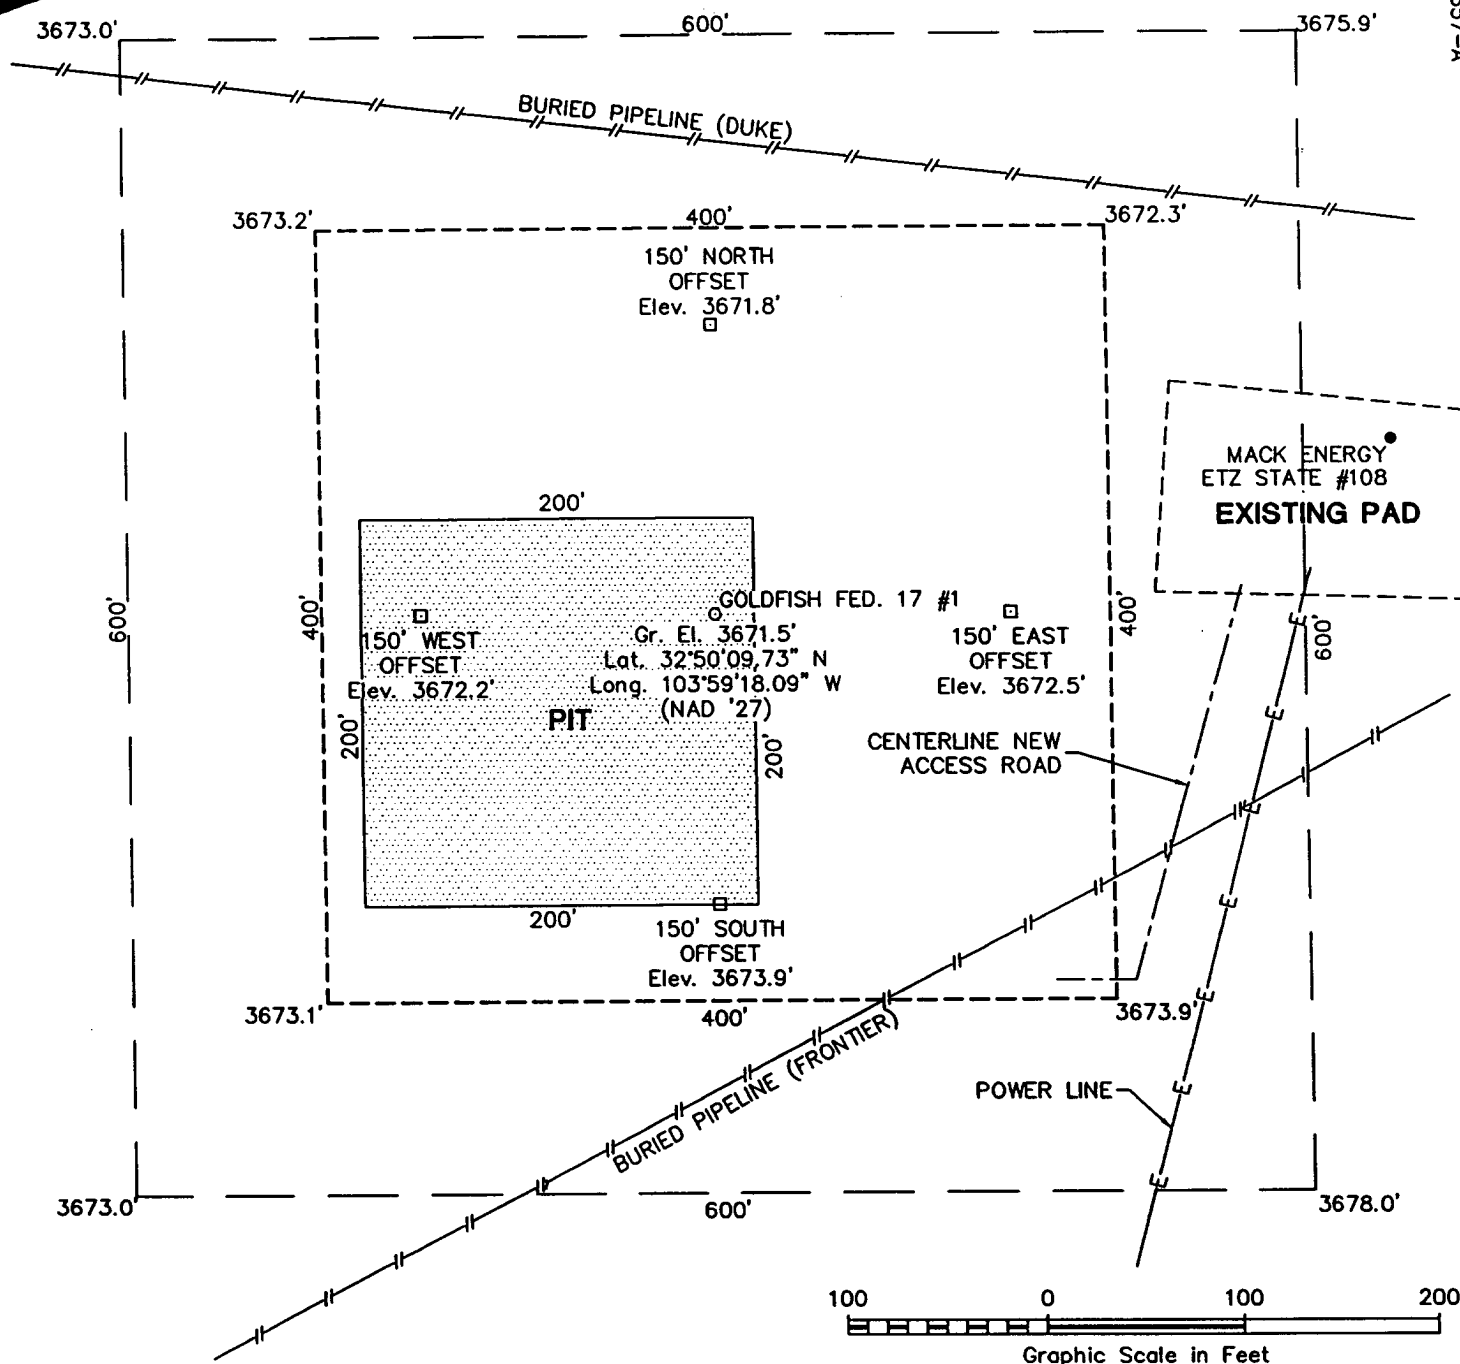 3673.0'
600'
3675.9'
BURIED PIPELINE (DUKE)
3673.2'
400'
3672.3'
150' NORTH
OFFSET
Elev. 3671.8'
MACK ENERGY
ETZ STATE #108
EXISTING PAD
200'
600'
400'
GOLDFISH FED. 17 #1
Gr. El. 3671.5'
Lat. 32°50'09.73" N
Long. 103°59'18.09" W
(NAD '27)
150' WEST
OFFSET
Elev. 3672.2'
150' EAST
OFFSET
Elev. 3672.5'
400'
600'
E
E
E
E
E
E
E
PIT
200'
200'
CENTERLINE NEW
ACCESS ROAD
200'
150' SOUTH
OFFSET
Elev. 3673.9'
3673.1'
400'
3673.9'
BURIED PIPELINE (FRONTIER)
POWER LINE
3673.0'
600'
3678.0'
100 0 100 200
Graphic Scale in Feet